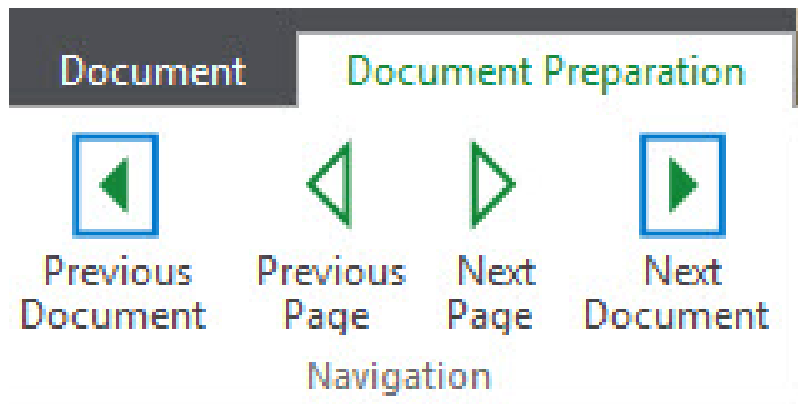 Document
Document Preparation
Previous Document
Previous Page
Next Page
Next Document
Navigation